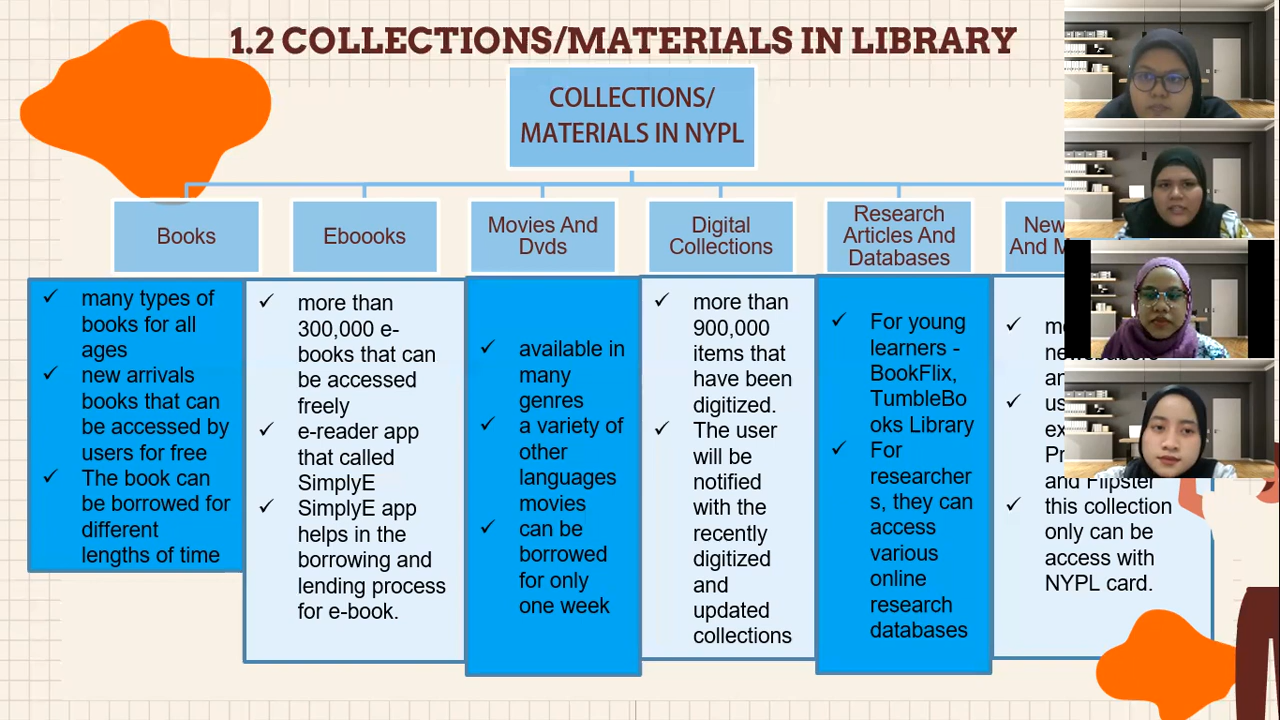 1.2 COLLECTIONS/MATERIALS IN LIBRARY
COLLECTIONS/
MATERIALS IN NYPL
Books
many types of
books for all
ages
new arrivals
books that can
be accessed by
users for free
The book can
be borrowed for
different
lengths of time
Eboooks
more than
300,000 e-
books that can
be accessed
freely
e-reader app
that called
SimplyE
SimplyE app
helps in the
borrowing and
lending process
for e-book.
Movies And
Dvds
available in
many
genres
a variety of
other
languages
movies
can be
borrowed
for only
one week
Digital
Collections
more than
900,000
items that
have been
digitized.
The user
will be
notified
with the
recently
digitized
and
updated
collections
Research
Articles And
Databases
For young
learners -
BookFlix,
TumbleBo
oks Library
For
researcher
s, they can
access
various
online
research
databases
And
and Flipster
this collection
only can be
access with
NYPL card.